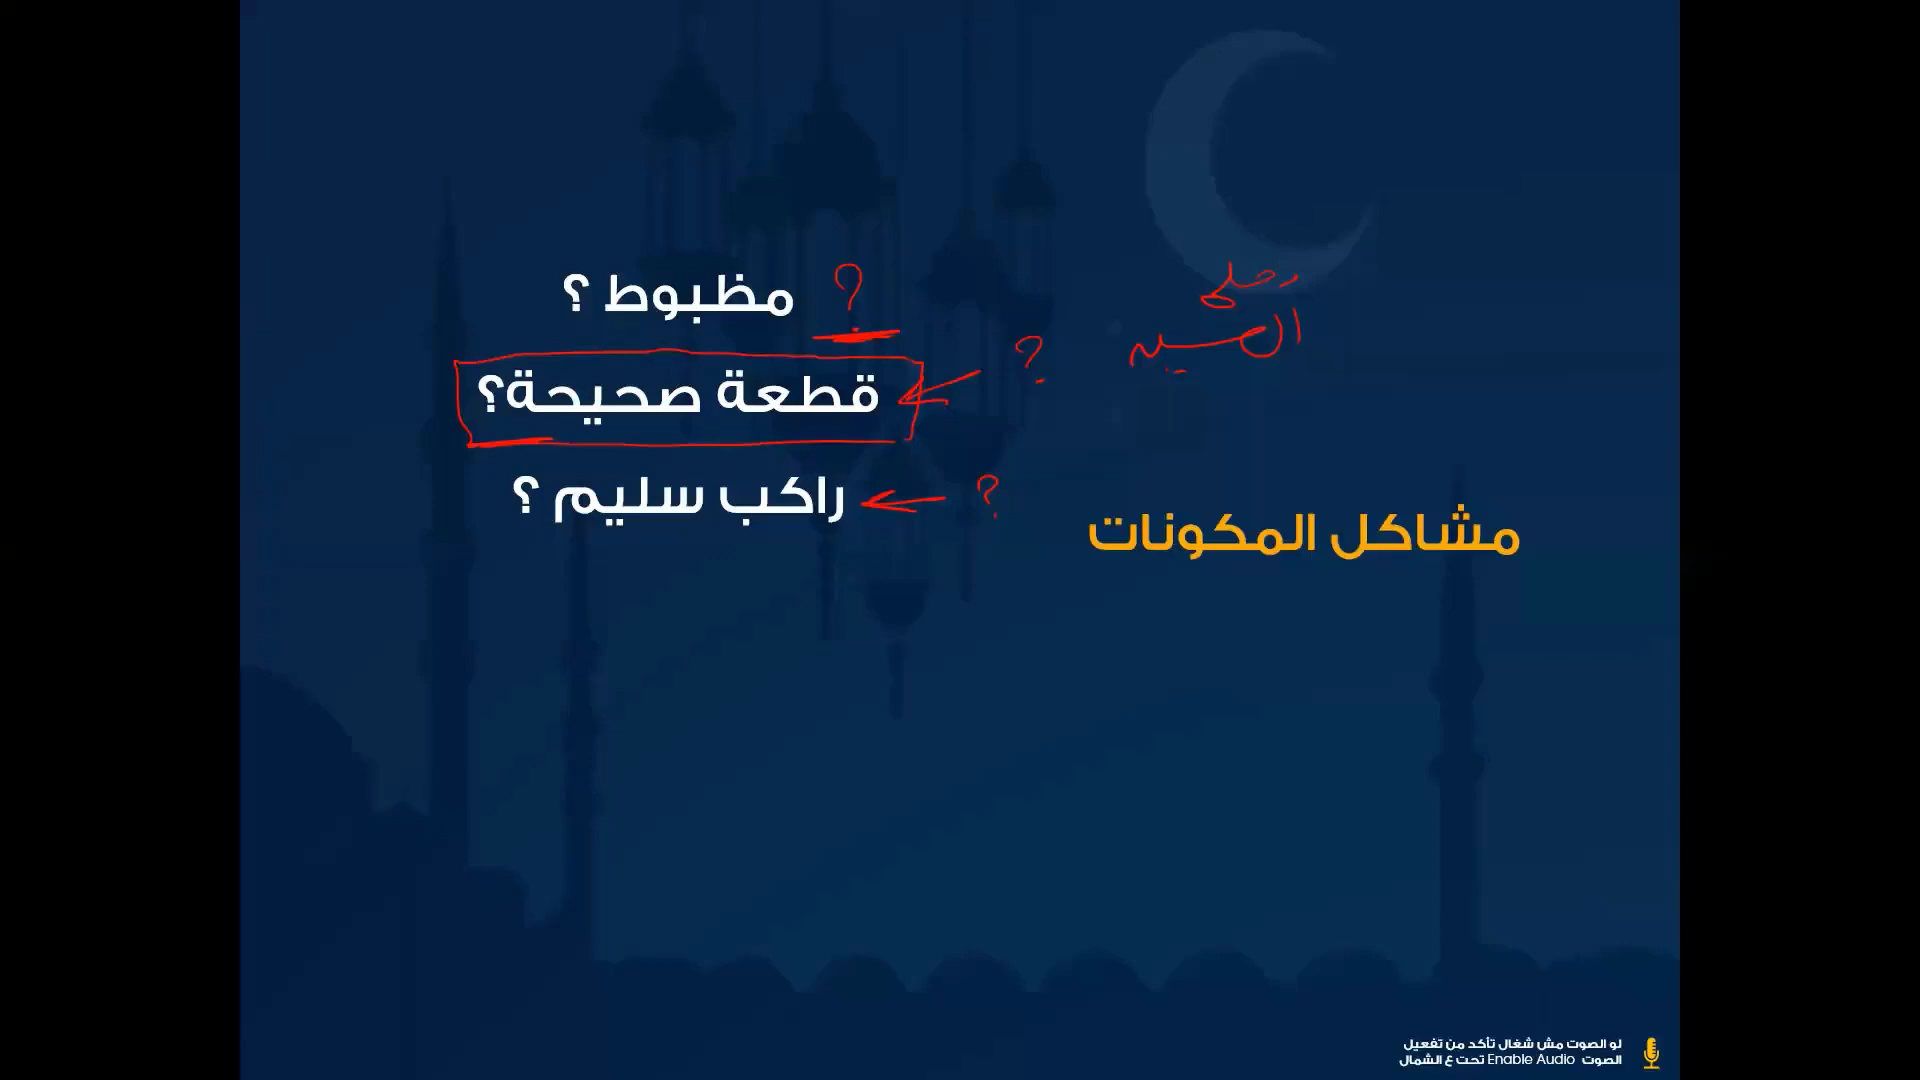 مظبوط ؟
?
قطعة صحيحة؟
?
راكب سليم ؟
?
مشاكل المكونات
لو الصوت مش شغال تأكد من تفعيل
الصوت Enable Audio تحت ع الشمال